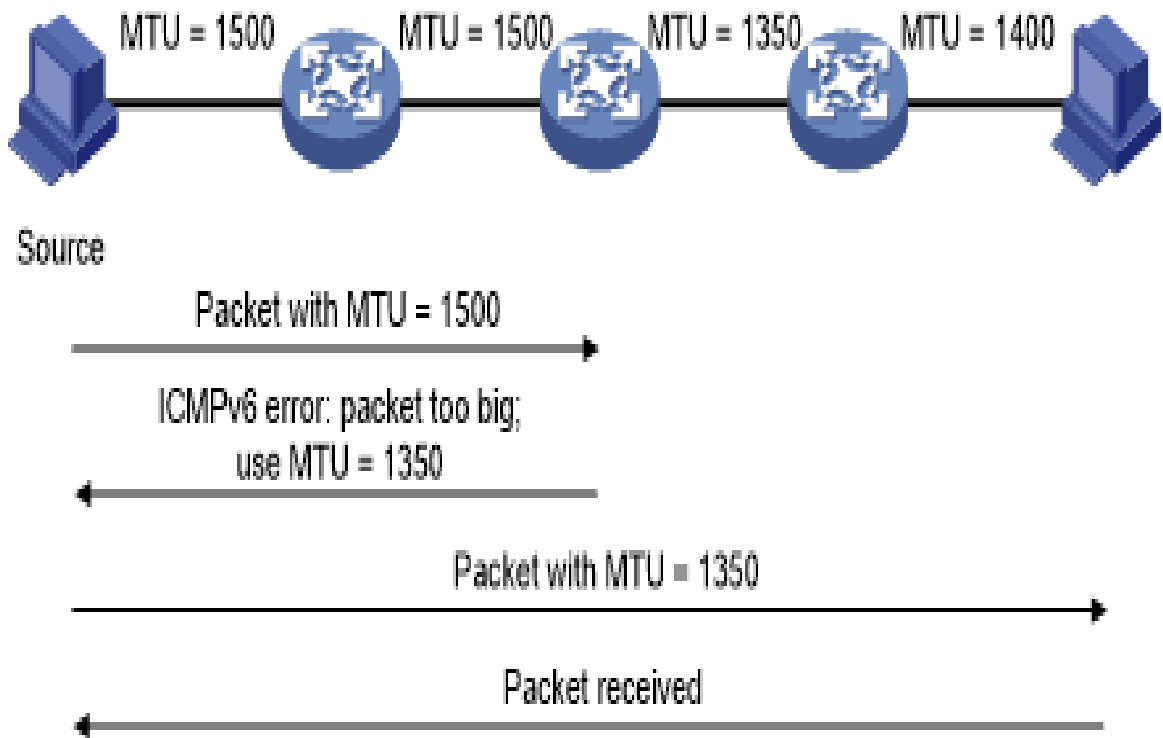 MTU = 1500 MTU = 1500 MTU = 1350 MTU = 1400
Source
Packet with MTU = 1500
ICMPv6 error: packet too big;
use MTU = 1350
Packet with MTU = 1350
Packet received